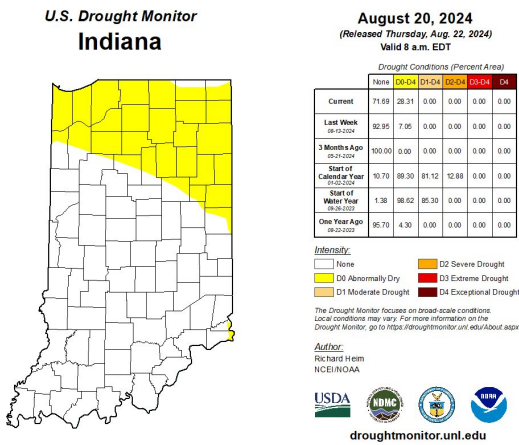 U.S. Drought Monitor
Indiana
August 20, 2024
(Released Thursday, Aug. 22, 2024)
Valid 8 a.m. EDT
Drought Conditions (Percent Area)
None D0-D4 D1-D4 D2-D4 D3-D4 D4
Current 71.69 28.31 0.00 0.00 0.00 0.00
Last Week 08-13-2024 92.95 7.05 0.00 0.00 0.00 0.00
3 Months Ago 05-21-2024 100.00 0.00 0.00 0.00 0.00 0.00
Start of Calendar Year 01-02-2024 10.70 89.30 81.12 12.88 0.00 0.00
Start of Water Year 09-26-2023 1.38 98.62 85.30 0.00 0.00 0.00
One Year Ago 08-22-2023 95.70 4.30 0.00 0.00 0.00 0.00
Intensity:
None
D0 Abnormally Dry
D1 Moderate Drought
D2 Severe Drought
D3 Extreme Drought
D4 Exceptional Drought
The Drought Monitor focuses on broad-scale conditions.
Local conditions may vary. For more information on the
Drought Monitor, go to https://droughtmonitor.unl.edu/About.aspx
Author:
Richard Heim
NCEI/NOAA
USDA
NDMC
NOAA
droughtmonitor.unl.edu